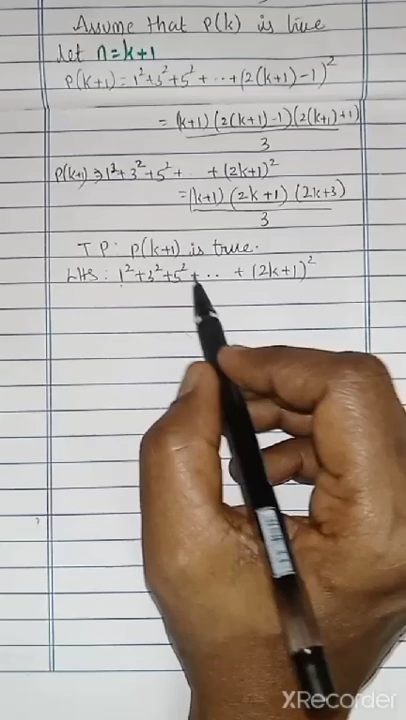 Assume that P(k) is true
let n=k+1
P(k+1) = 1²+3²+5²+ ... +(2(k+1)-1)²
= (k+1)(2(k+1)-1)(2(k+1)+1)
3
P(k+1) ⇒ 1²+3²+5²+ ... +(2k+1)²
= (k+1)(2k+1)(2k+3)
3
TP: P(k+1) is true.
LHS: 1²+3²+5²+ ... + (2k+1)²
XRecorder